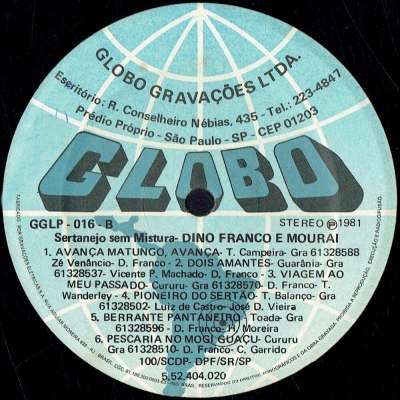 GLOBO GRAVAÇÕES LTDA.
Escritório: R. Conselheiro Nébias, 435 - Tel.: 223-4847
Prédio Próprio - São Paulo - SP - CEP 01203
GLOBO
GGLP - 016 - B
STEREO Ⓟ 1981
Sertanejo sem Mistura- DINO FRANCO E MOURAI
1. AVANÇA MATUNGO, AVANÇA- T. Campeira- Gra 61328588
Zé Venâncio- D. Franco - 2. DOIS AMANTES- Guarânia- Gra
61328537- Vicente P. Machado- D. Franco - 3. VIAGEM AO
MEU PASSADO- Cururu- Gra 61328570- D. Franco- T.
Wanderley - 4. PIONEIRO DO SERTÃO- T. Balanço- Gra
61328502- Luiz de Castro- José D. Vieira
5. BERRANTE PANTANEIRO- Toada- Gra
61328596 - D. Franco- J. Moreira
6. PESCARIA NO MOGI-GUAÇU- Cururu
Gra 61328510- D. Franco- C. Garrido
100/SCDP- DPF/SR/SP
5.52.404.020